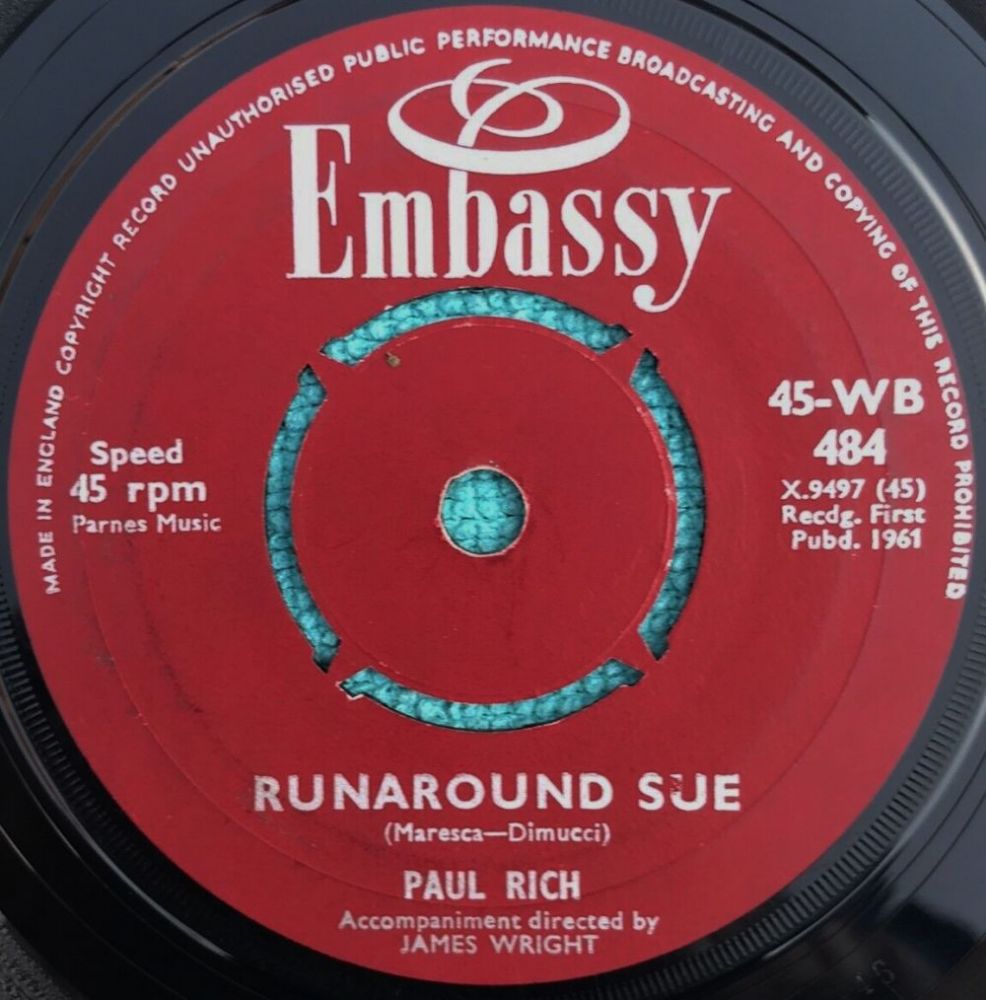 MADE IN ENGLAND COPYRIGHT RECORD UNAUTHORISED PUBLIC PERFORMANCE BROADCASTING AND COPYING OF THIS RECORD PROHIBITED
Embassy
45-WB
484
X.9497 (45)
Recdg. First
Pubd. 1961
Speed
45 rpm
Parnes Music
RUNAROUND SUE
(Maresca—Dimucci)
PAUL RICH
Accompaniment directed by
JAMES WRIGHT